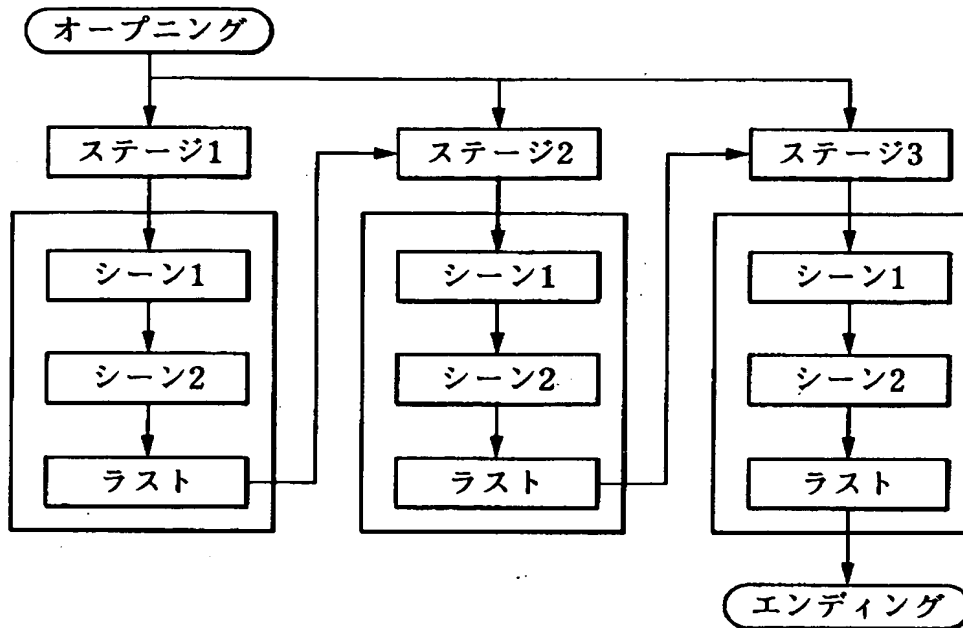 オープニング
ステージ1
シーン1
シーン2
ラスト
ステージ2
シーン1
シーン2
ラスト
ステージ3
シーン1
シーン2
ラスト
エンディング